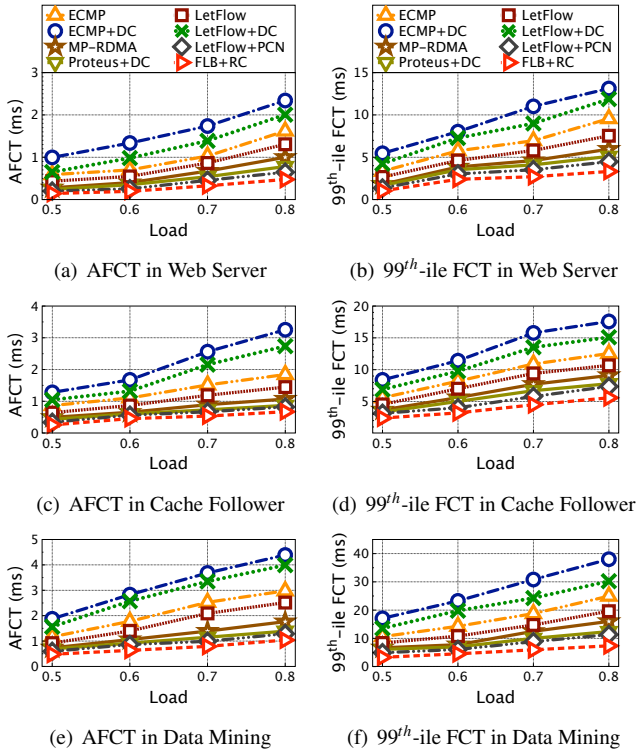 ECMP
ECMP+DC
MP-RDMA
Proteus+DC
LetFlow
LetFlow+DC
LetFlow+PCN
FLB+RC
3
2
1
0
AFCT (ms)
0.5 0.6 0.7 0.8
Load
(a) AFCT in Web Server
ECMP
ECMP+DC
MP-RDMA
Proteus+DC
LetFlow
LetFlow+DC
LetFlow+PCN
FLB+RC
15
10
5
0
99th-ile FCT (ms)
0.5 0.6 0.7 0.8
Load
(b) 99th-ile FCT in Web Server
4
3
2
1
0
AFCT (ms)
0.5 0.6 0.7 0.8
Load
(c) AFCT in Cache Follower
20
15
10
5
0
99th-ile FCT (ms)
0.5 0.6 0.7 0.8
Load
(d) 99th-ile FCT in Cache Follower
5
4
3
2
1
0
AFCT (ms)
0.5 0.6 0.7 0.8
Load
(e) AFCT in Data Mining
40
30
20
10
0
99th-ile FCT (ms)
0.5 0.6 0.7 0.8
Load
(f) 99th-ile FCT in Data Mining